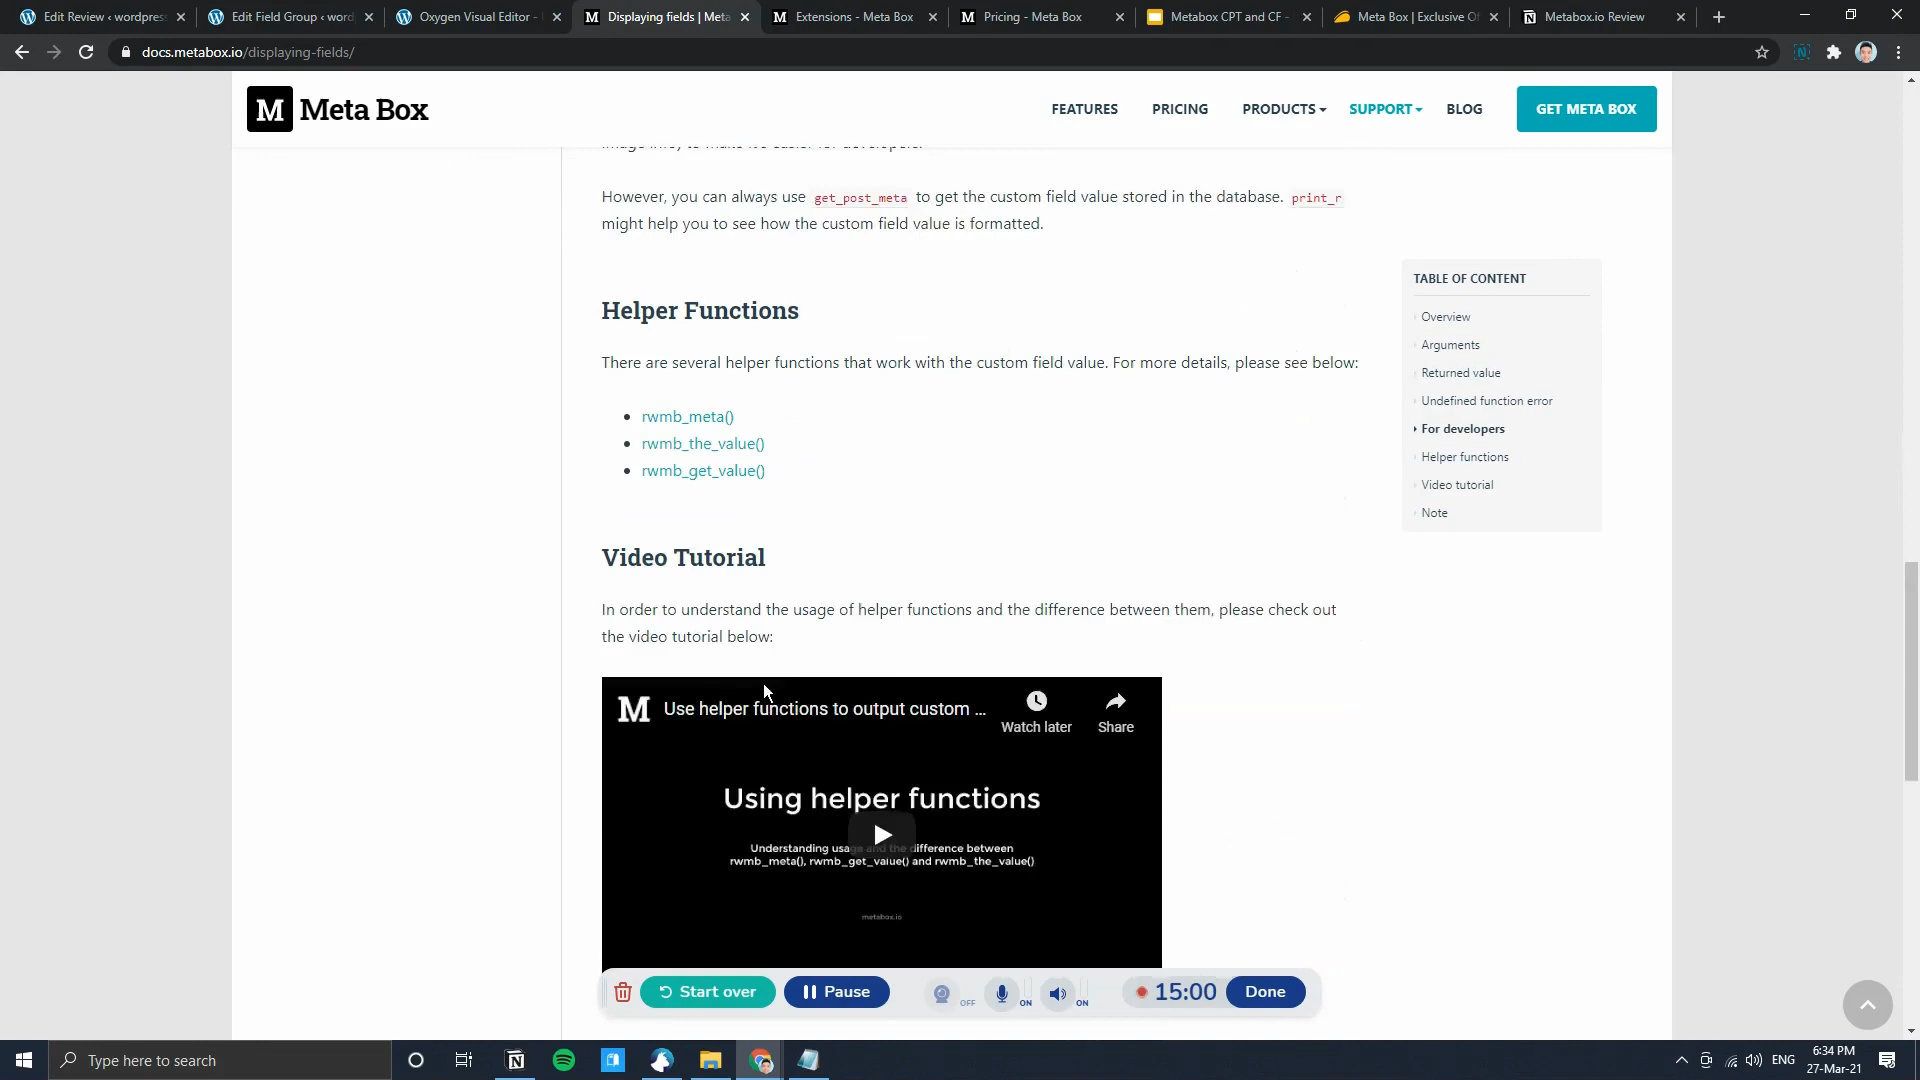 Edit Review ‹ wordpres
Edit Field Group ‹ word
Oxygen Visual Editor -
Displaying fields | Meta
Extensions - Meta Box
Pricing - Meta Box
Metabox CPT and CF -
Meta Box | Exclusive Of
Metabox.io Review
docs.metabox.io/displaying-fields/
M Meta Box
FEATURES
PRICING
PRODUCTS
SUPPORT
BLOG
GET META BOX
However, you can always use get_post_meta to get the custom field value stored in the database. print_r
might help you to see how the custom field value is formatted.
Helper Functions
There are several helper functions that work with the custom field value. For more details, please see below:
rwmb_meta()
rwmb_the_value()
rwmb_get_value()
TABLE OF CONTENT
Overview
Arguments
Returned value
Undefined function error
For developers
Helper functions
Video tutorial
Note
Video Tutorial
In order to understand the usage of helper functions and the difference between them, please check out
the video tutorial below:
M Use helper functions to output custom ...
Watch later
Share
Using helper functions
Understanding usage and the difference between
rwmb_meta(), rwmb_get_value() and rwmb_the_value()
metabox.io
Start over
Pause
OFF
ON
ON
15:00
Done
Type here to search
ENG
6:34 PM
27-Mar-21